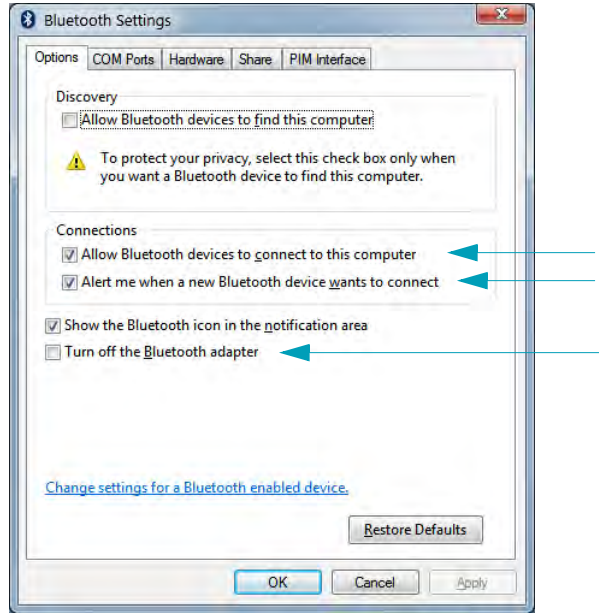 Bluetooth Settings
Options COM Ports Hardware Share PIM Interface
Discovery
Allow Bluetooth devices to find this computer
To protect your privacy, select this check box only when
you want a Bluetooth device to find this computer.
Connections
Allow Bluetooth devices to connect to this computer
Alert me when a new Bluetooth device wants to connect
Show the Bluetooth icon in the notification area
Turn off the Bluetooth adapter
Change settings for a Bluetooth enabled device.
Restore Defaults
OK Cancel Apply